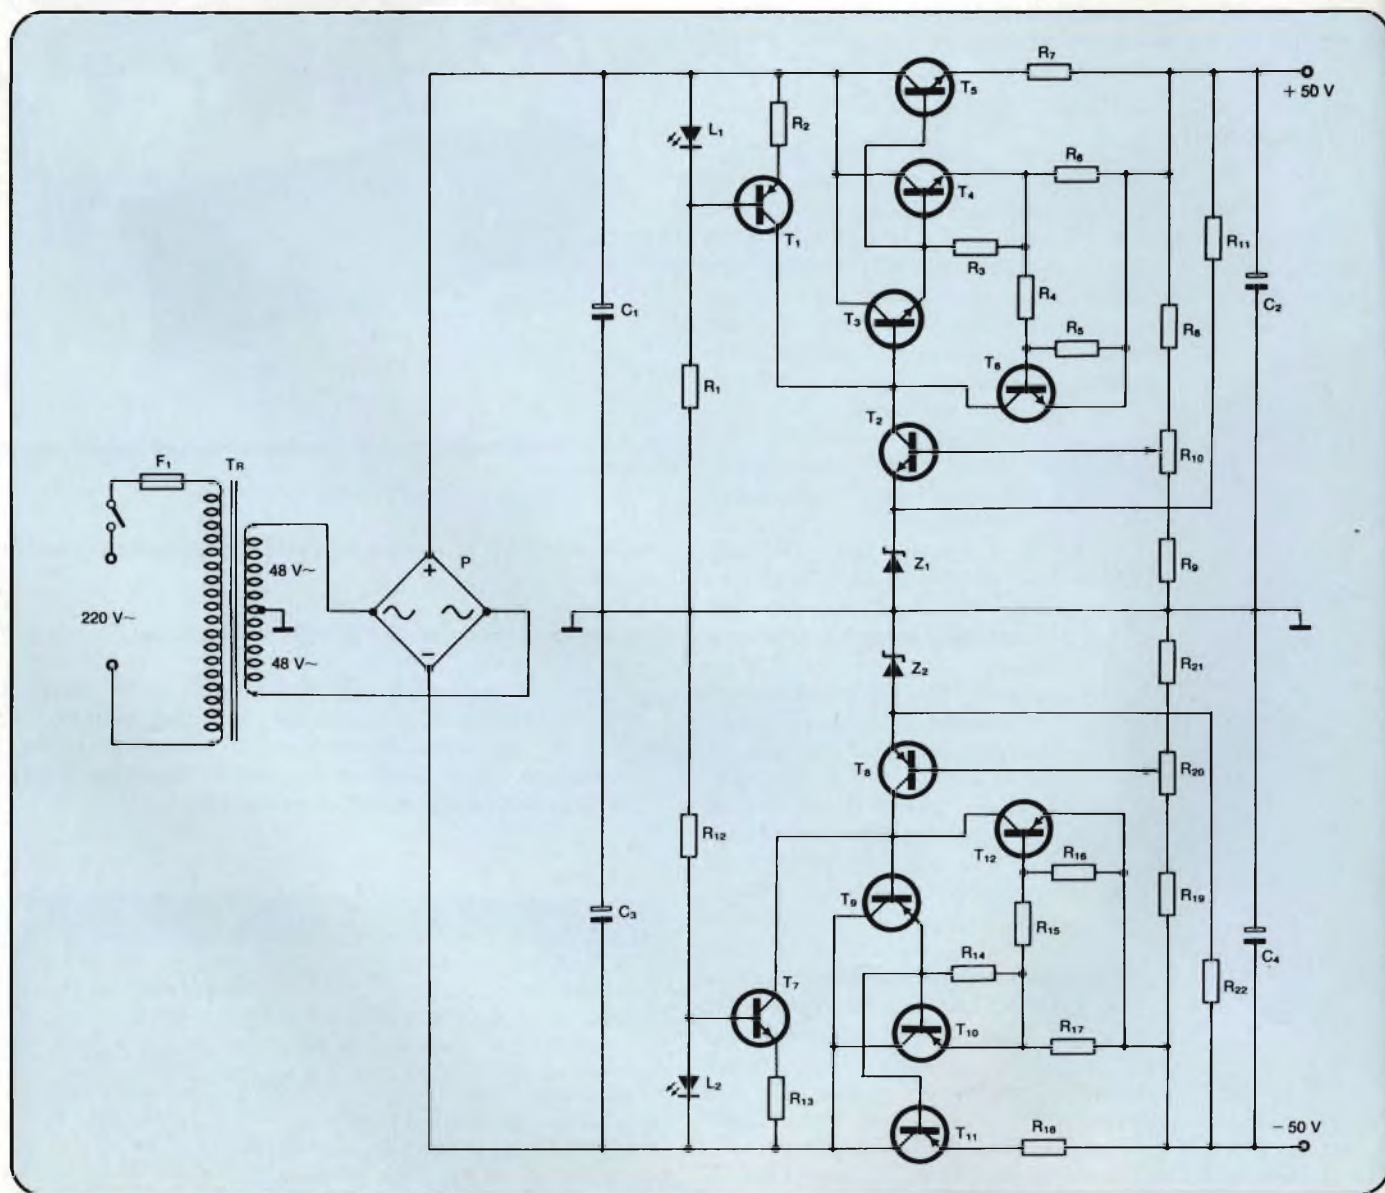 R7
+ 50 V
T5
L1
R2
R6
T4
T1
R11
R3
R4
C1
T3
C2
R5
R8
T6
R1
T2
R10
F1
TR
Z1
R9
48 V~
+
P
220 V~
48 V~
−
Z2
R21
T8
R20
R12
T12
R16
T9
R19
C3
R15
C4
R14
T7
R22
T10
R17
L2
R13
T11
R18
− 50 V